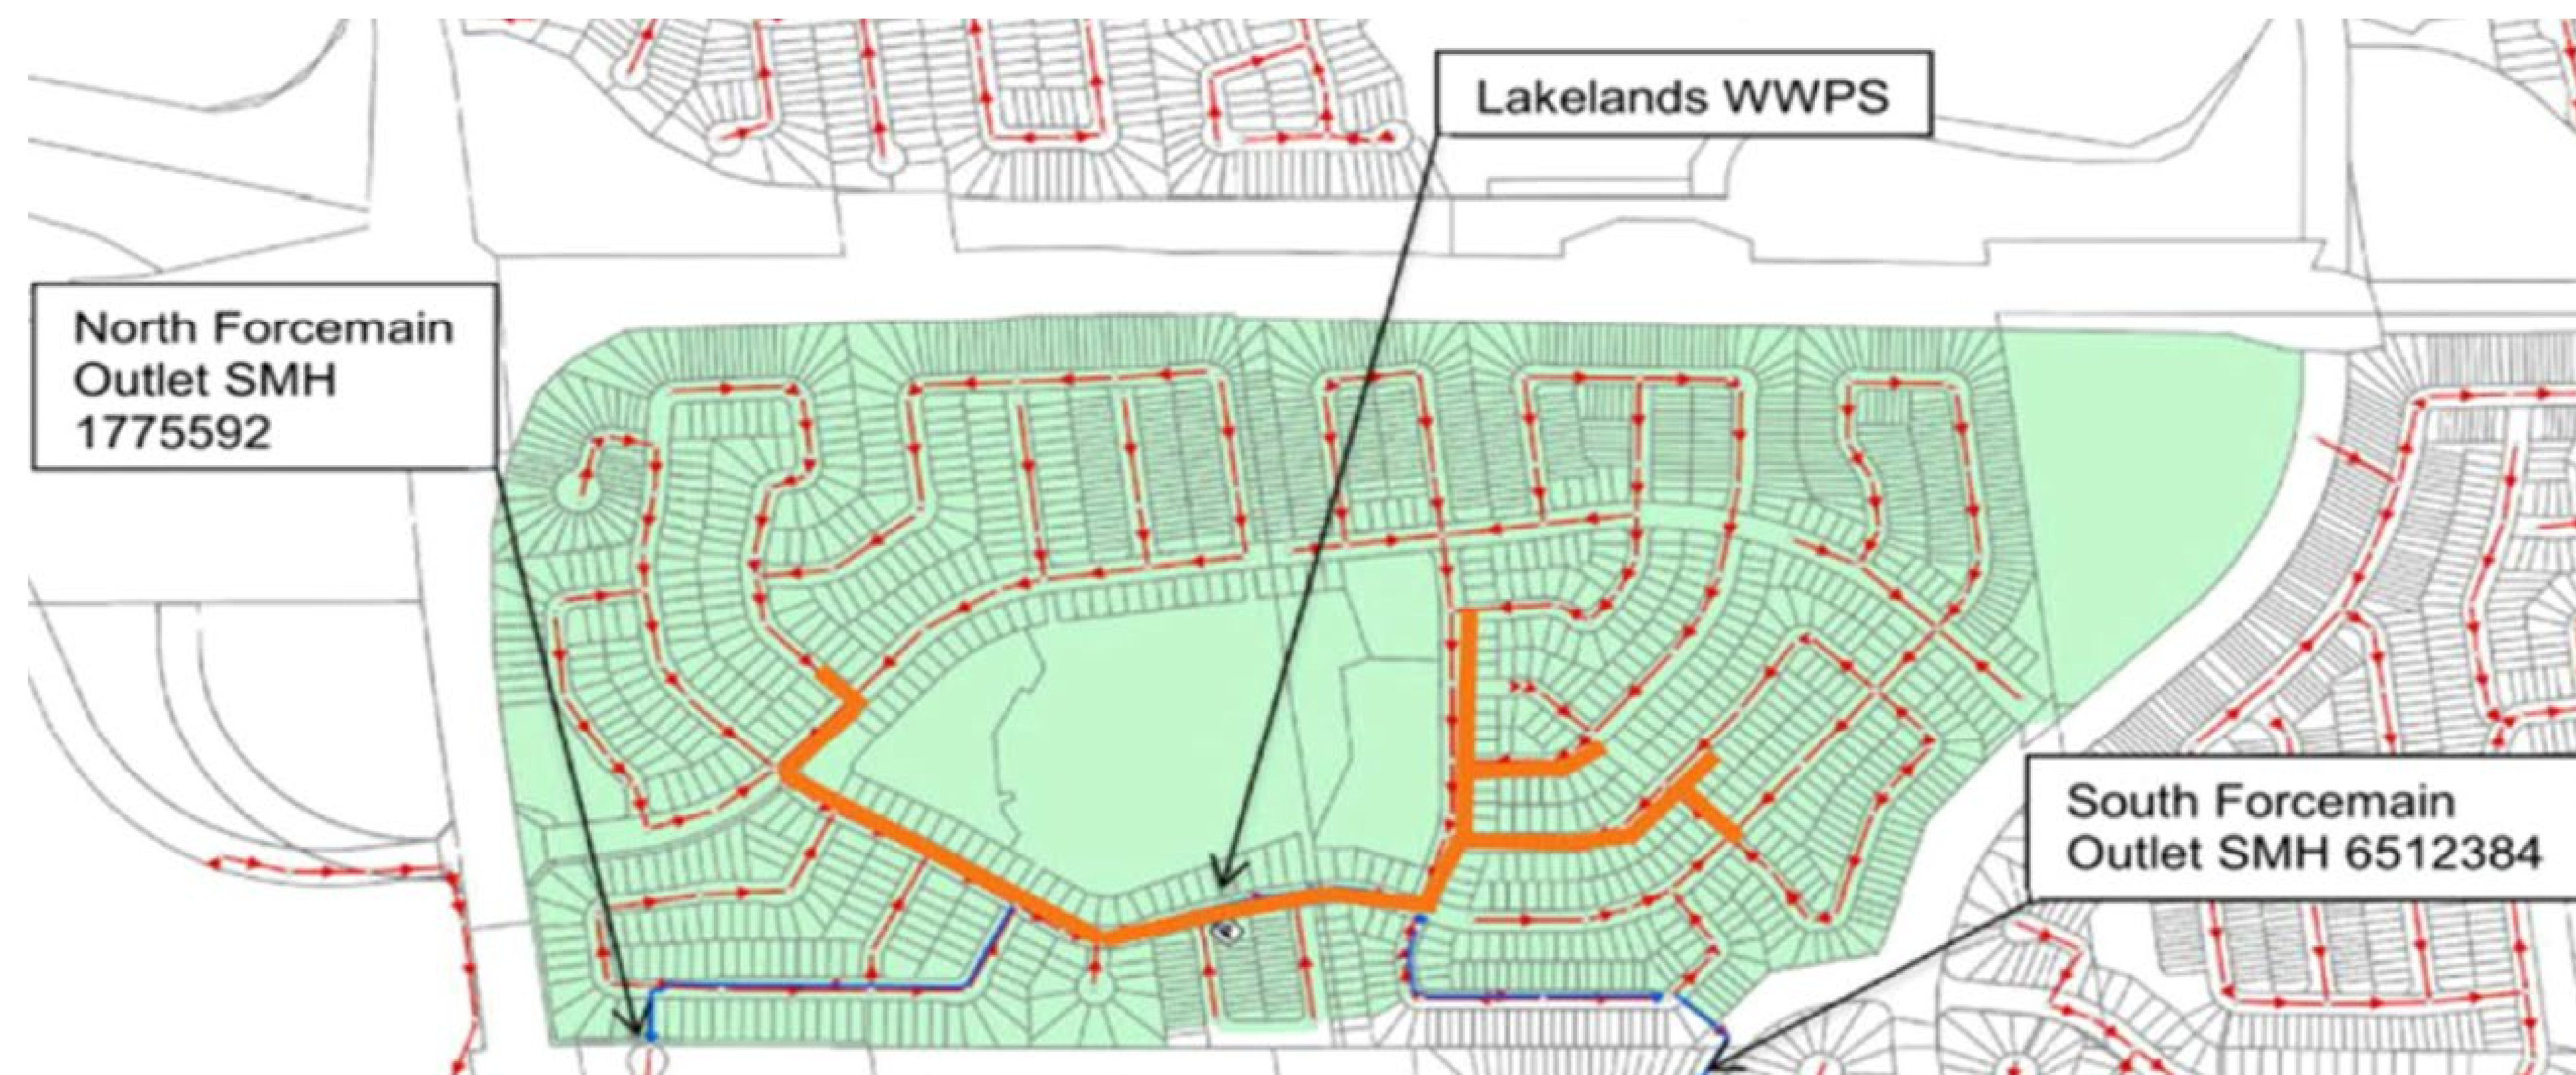 Lakelands WWPS
North Forcemain
Outlet SMH
1775592
South Forcemain
Outlet SMH 6512384